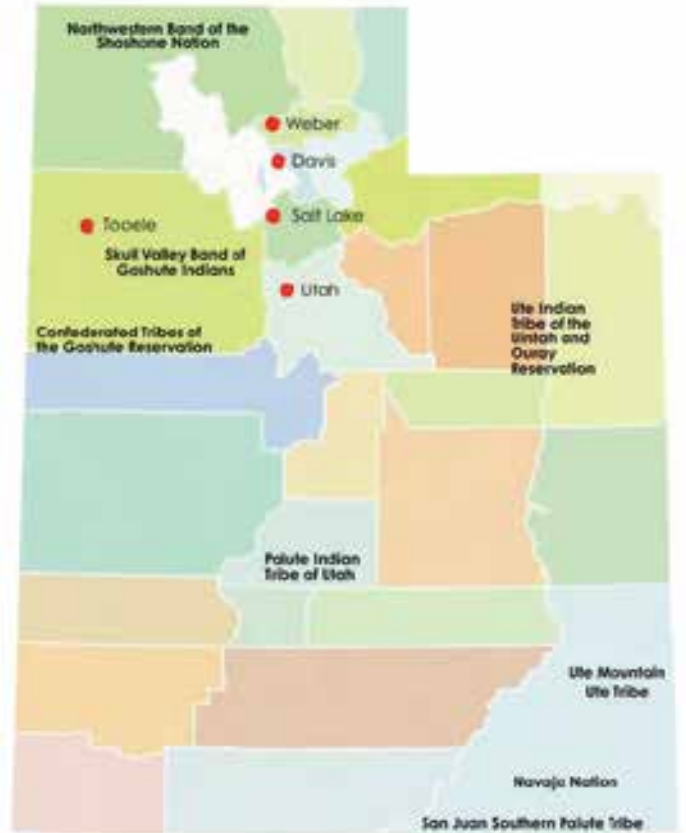 Northwestern Band of the
Shoshone Nation
Weber
Davis
Salt Lake
Tooele
Skull Valley Band of
Goshute Indians
Utah
Confederated Tribes of
the Goshute Reservation
Ute Indian
Tribe of the
Uintah and
Ouray
Reservation
Paiute Indian
Tribe of Utah
Ute Mountain
Ute Tribe
Navajo Nation
San Juan Southern Paiute Tribe